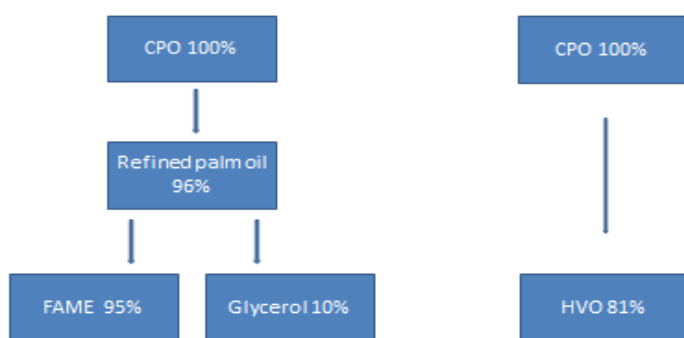 CPO 100%
CPO 100%
Refined palm oil
96%
FAME 95%
Glycerol 10%
HVO 81%